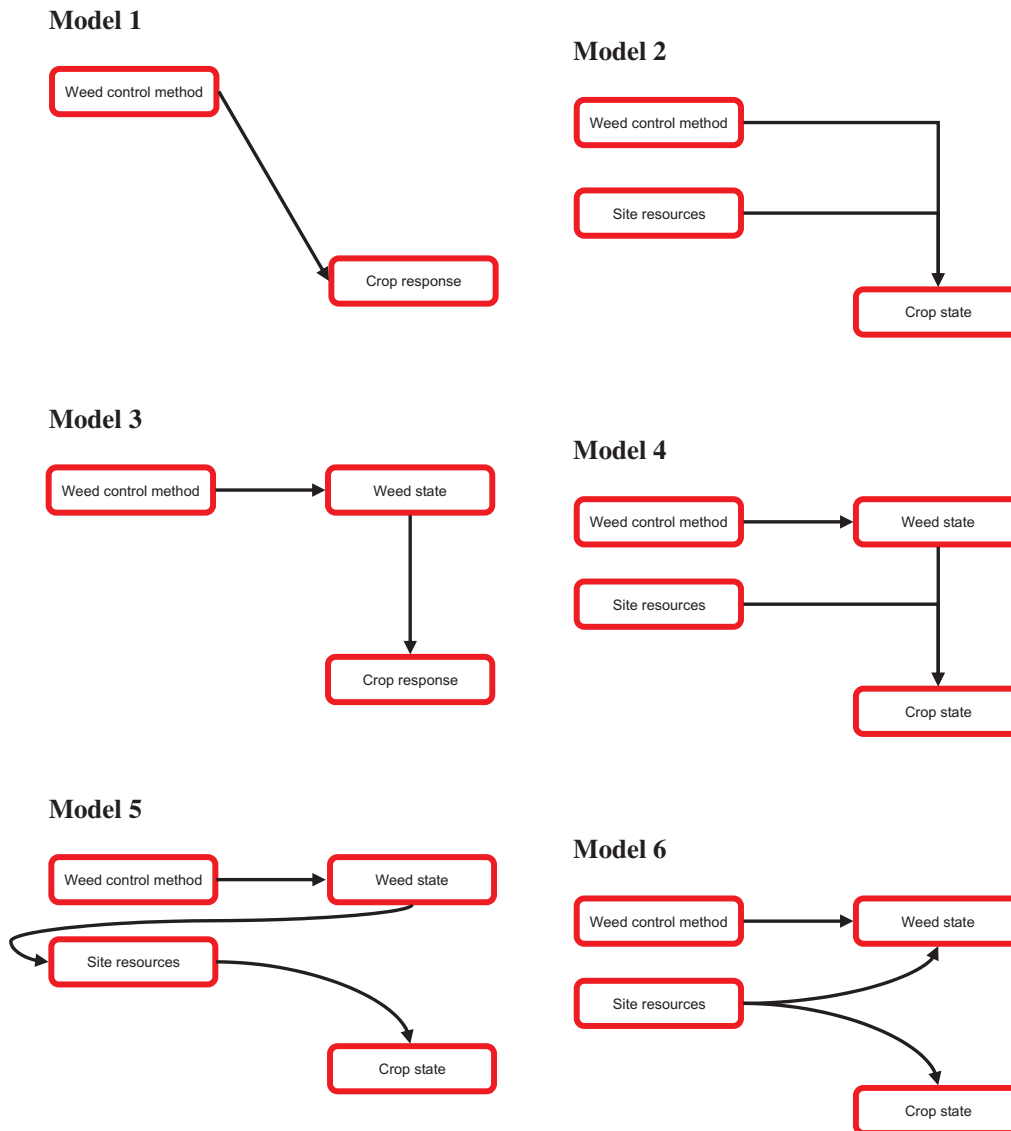 Model 1
Weed control method
Crop response
Model 2
Weed control method
Site resources
Crop state
Model 3
Weed control method
Weed state
Crop response
Model 4
Weed control method
Weed state
Site resources
Crop state
Model 5
Weed control method
Weed state
Site resources
Crop state
Model 6
Weed control method
Weed state
Site resources
Crop state